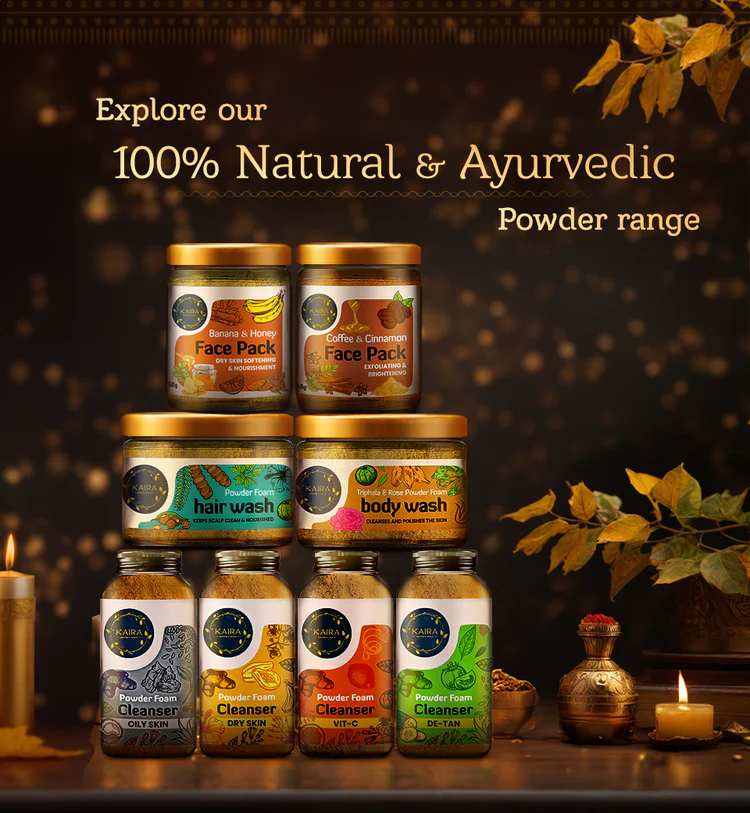 Explore our
100% Natural & Ayurvedic
Powder range
KAIRA
Banana & Honey
Face Pack
DRY SKIN SOFTENING
& NOURISHMENT
KAIRA
Coffee & Cinnamon
Face Pack
EXFOLIATING &
BRIGHTENING
KAIRA
Powder Foam
hair wash
KEEPS SCALP CLEAN & NOURISHED
KAIRA
Triphala & Rose Powder Foam
body wash
CLEANSES AND POLISHES THE SKIN
KAIRA
Powder Foam
Cleanser
OILY SKIN
KAIRA
Powder Foam
Cleanser
DRY SKIN
KAIRA
Powder Foam
Cleanser
VIT-C
KAIRA
Powder Foam
Cleanser
DE-TAN